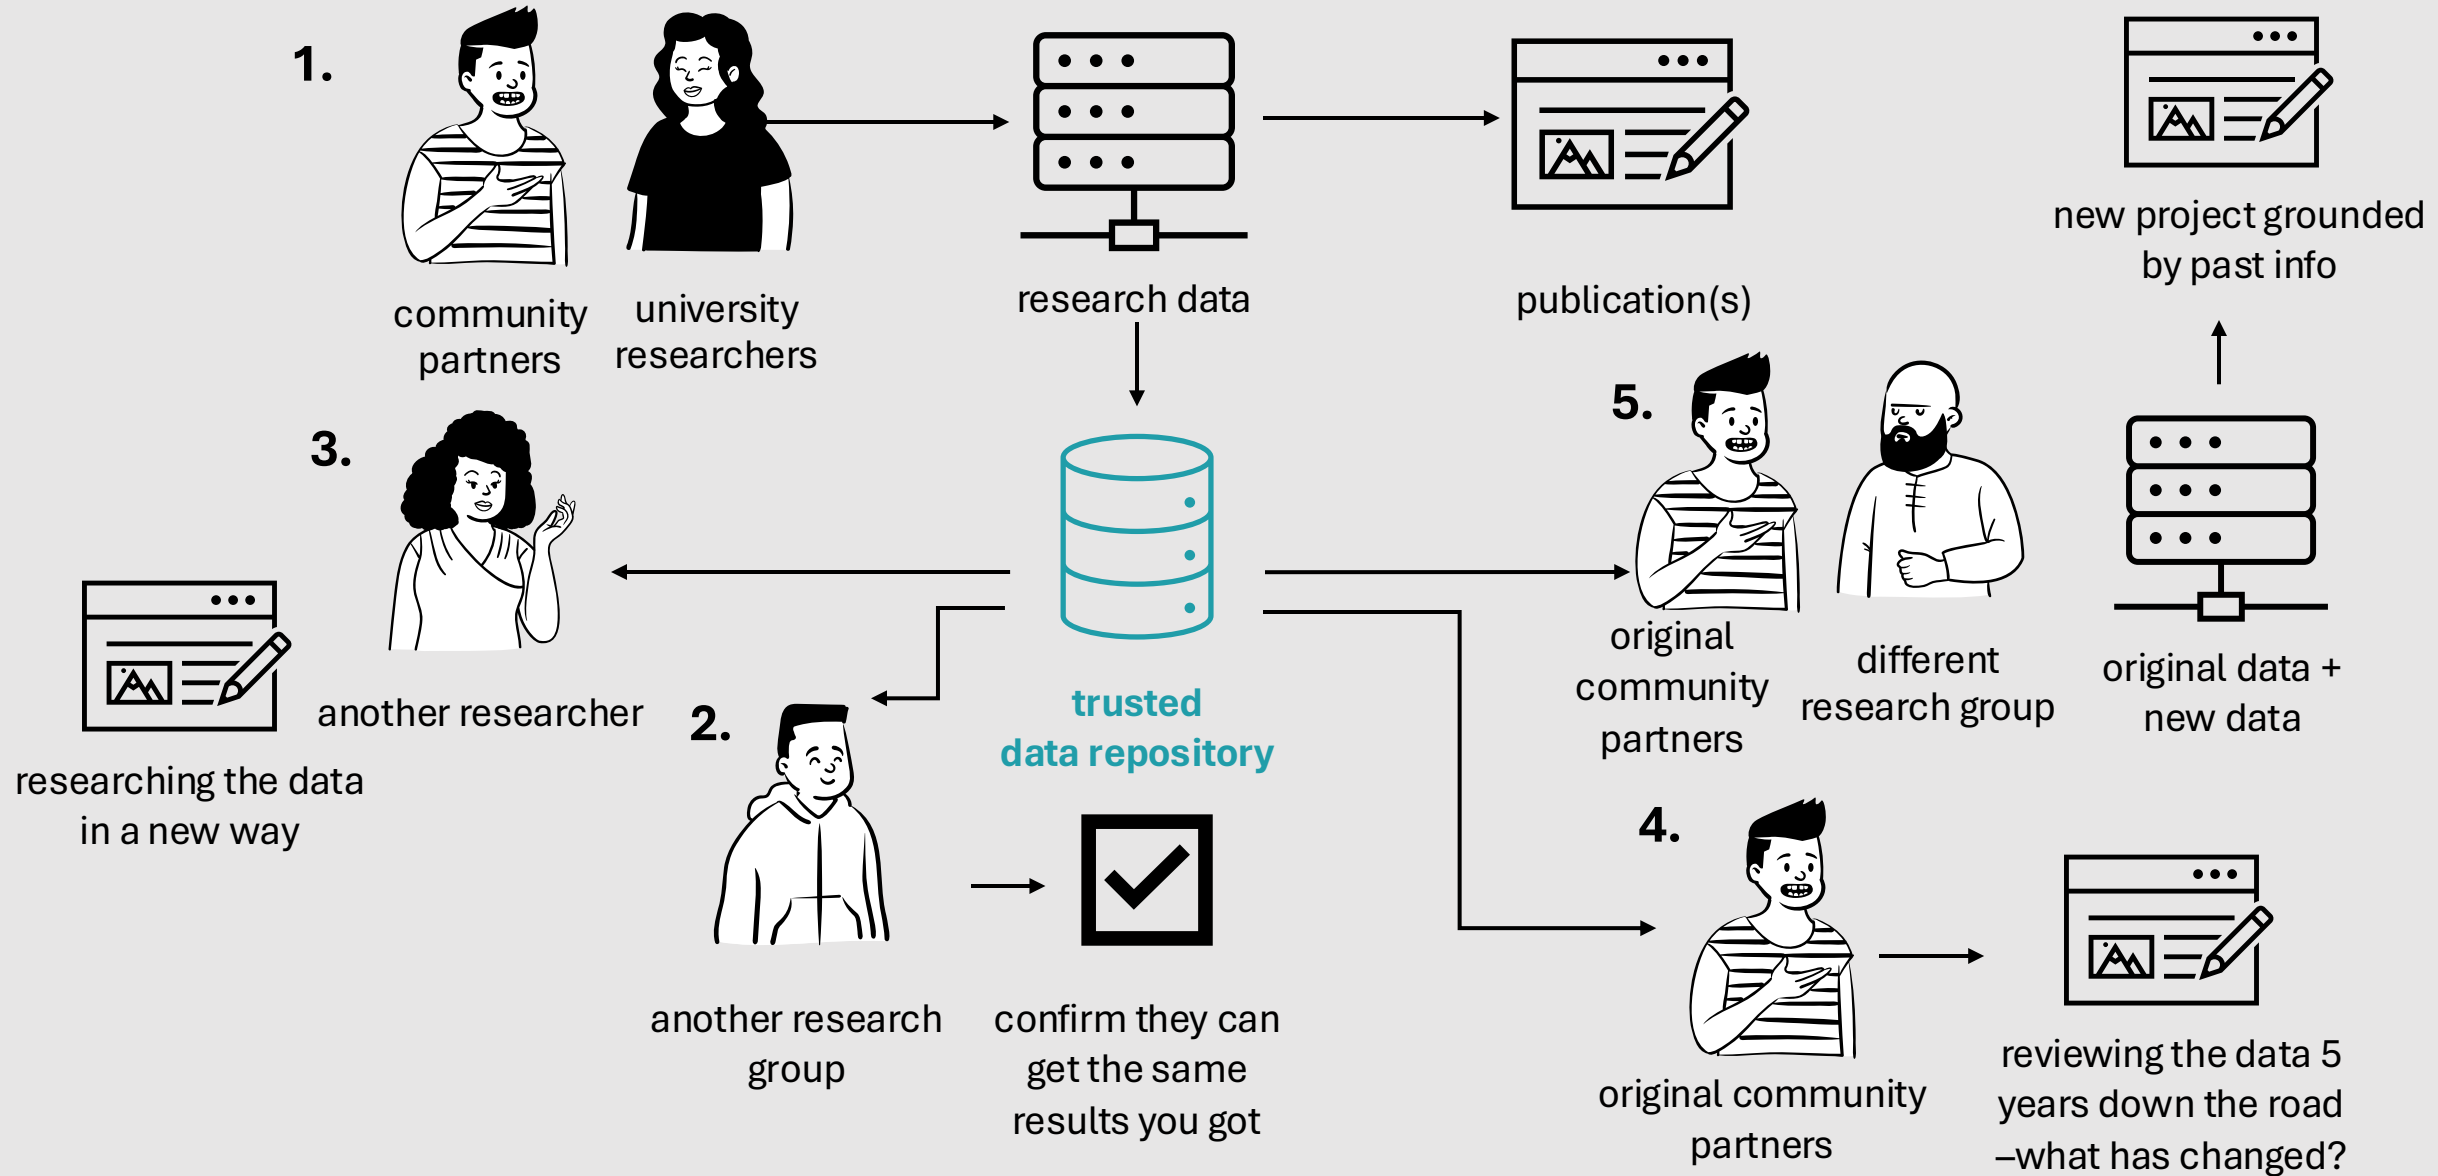 1.
community
partners
university
researchers
research data
publication(s)
new project grounded
by past info
3.
another researcher
researching the data
in a new way
trusted
data repository
2.
another research
group
confirm they can
get the same
results you got
5.
original
community
partners
different
research group
original data +
new data
4.
original community
partners
reviewing the data 5
years down the road
–what has changed?